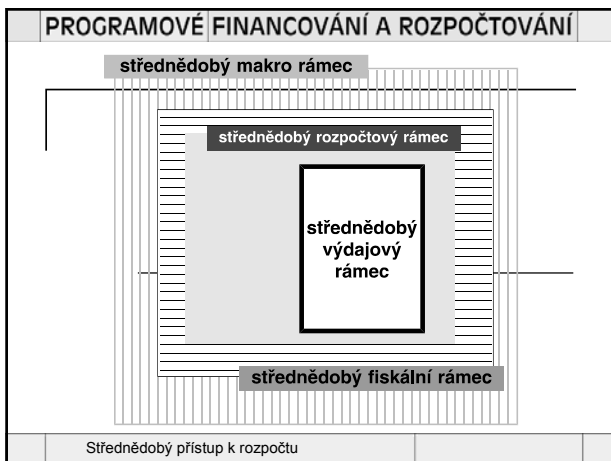 PROGRAMOVÉ FINANCOVÁNÍ A ROZPOČTOVÁNÍ
střednědobý makro rámec
střednědobý rozpočtový rámec
střednědobý
výdajový
rámec
střednědobý fiskální rámec
Střednědobý přístup k rozpočtu